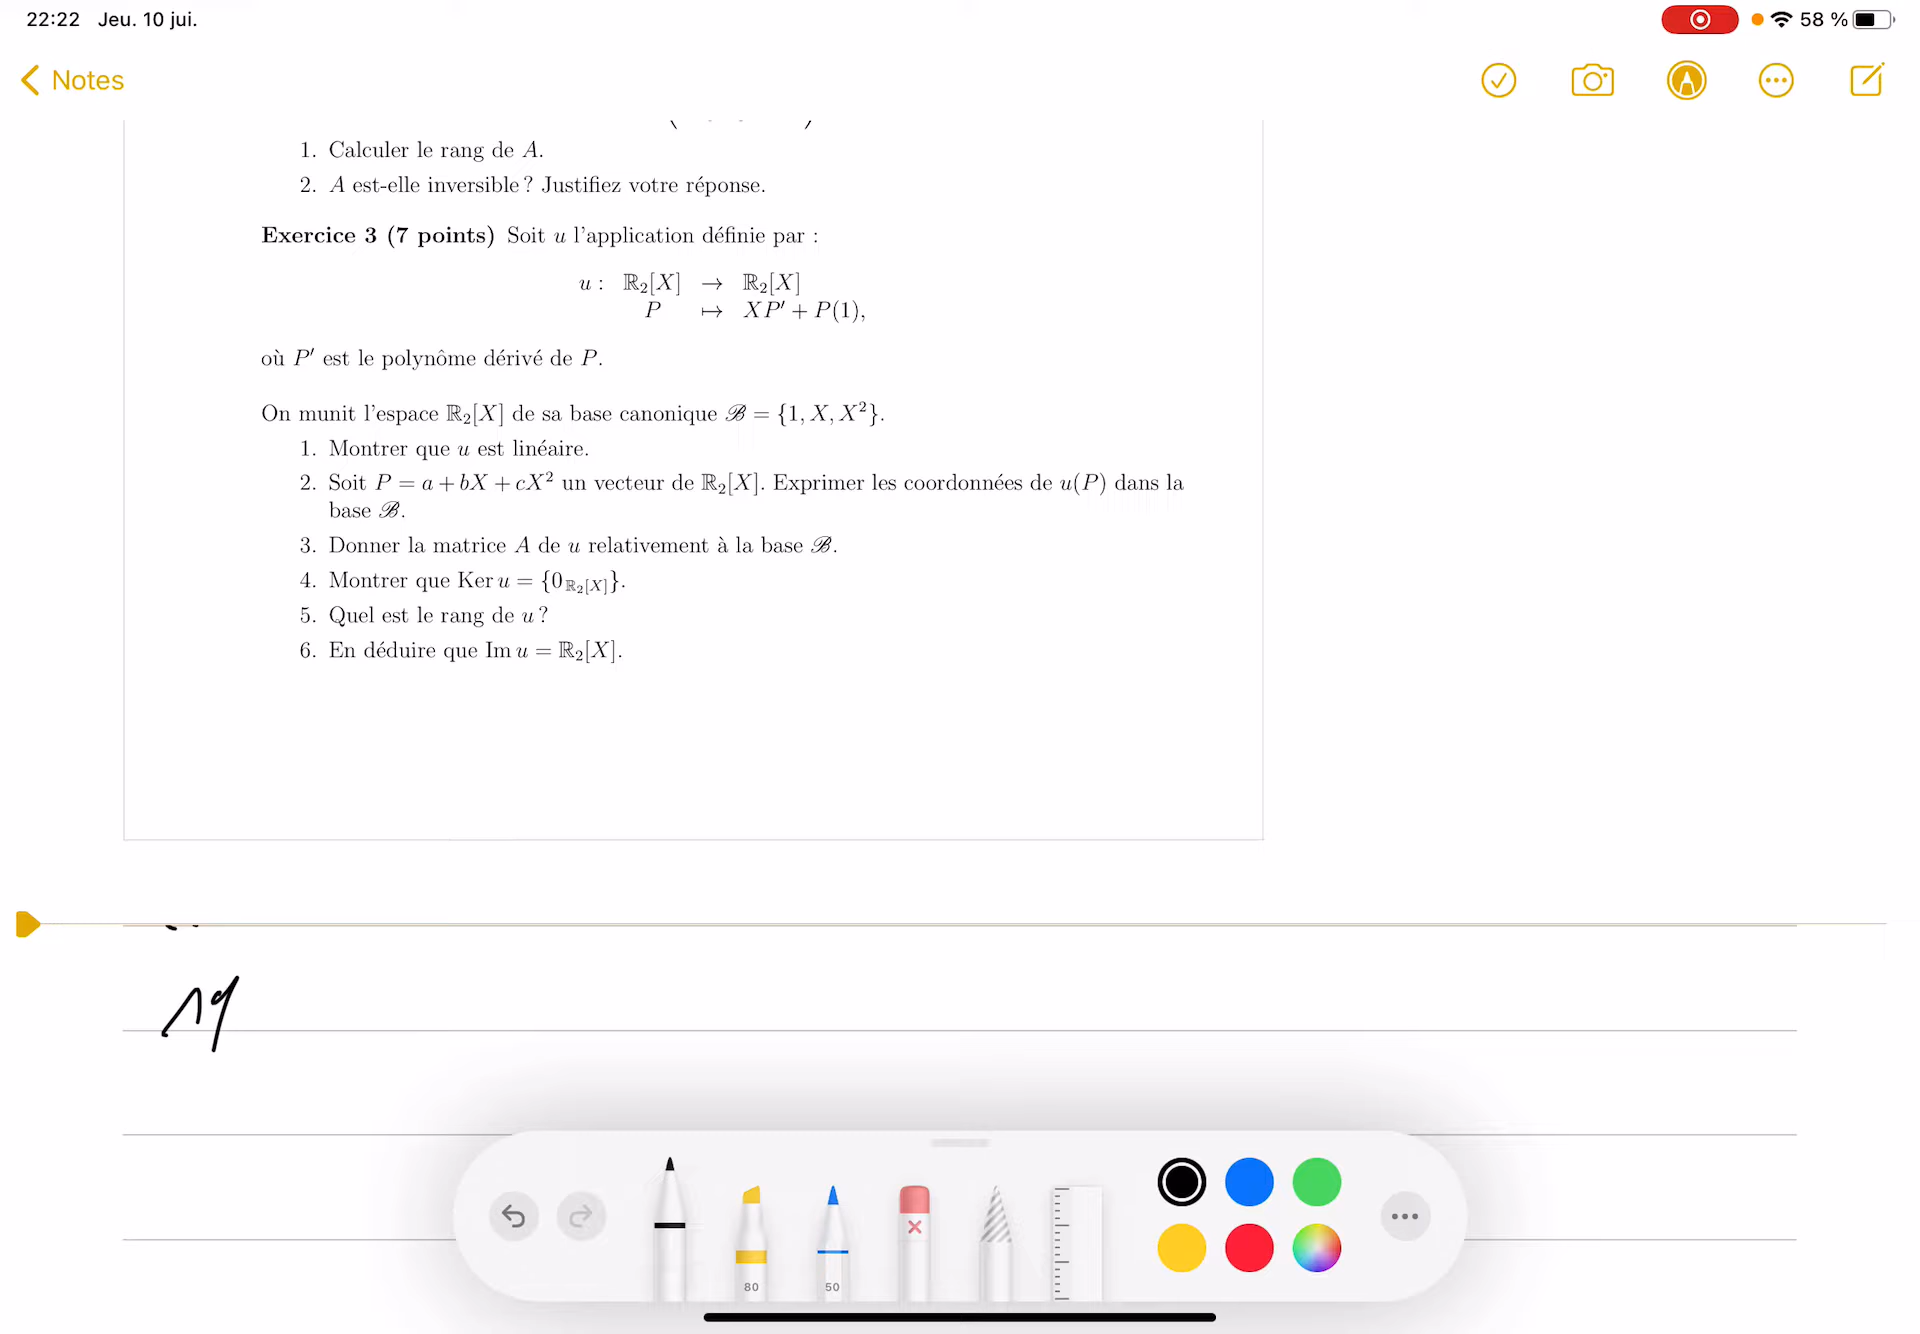 22:22 Jeu. 10 jui. 58 %
Notes
1. Calculer le rang de A.
2. A est-elle inversible ? Justifiez votre réponse.
Exercice 3 (7 points) Soit u l'application définie par :
u : ℝ₂[X] → ℝ₂[X]
P ↦ XP′ + P(1),
où P′ est le polynôme dérivé de P.
On munit l'espace ℝ₂[X] de sa base canonique ℬ = {1, X, X²}.
1. Montrer que u est linéaire.
2. Soit P = a + bX + cX² un vecteur de ℝ₂[X]. Exprimer les coordonnées de u(P) dans la
base ℬ.
3. Donner la matrice A de u relativement à la base ℬ.
4. Montrer que Ker u = {0_ℝ₂[X]}.
5. Quel est le rang de u ?
6. En déduire que Im u = ℝ₂[X].
80 50